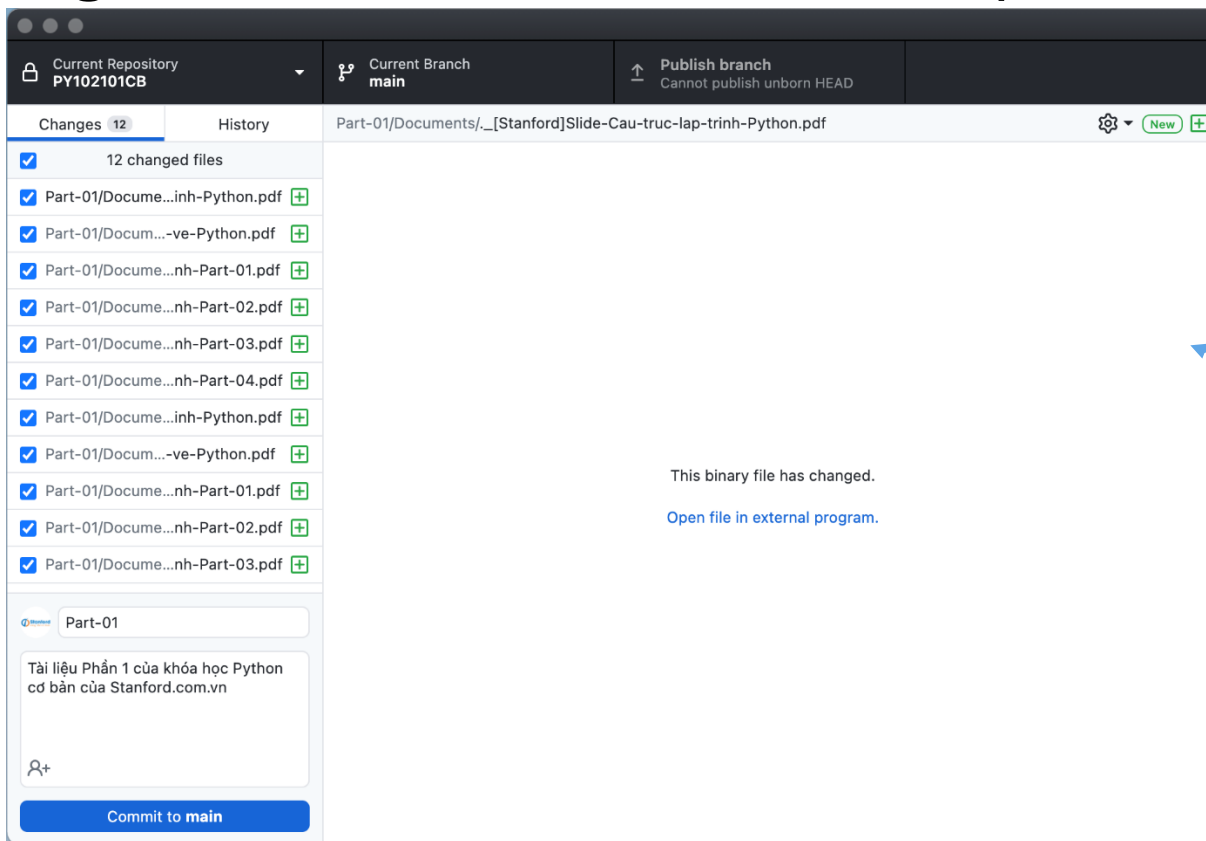 Current Repository
PY102101CB
Current Branch
main
Publish branch
Cannot publish unborn HEAD
Changes 12
History
Part-01/Documents/._[Stanford]Slide-Cau-truc-lap-trinh-Python.pdf
New
12 changed files
Part-01/Docume...inh-Python.pdf
Part-01/Docum...-ve-Python.pdf
Part-01/Docume...nh-Part-01.pdf
Part-01/Docume...nh-Part-02.pdf
Part-01/Docume...nh-Part-03.pdf
Part-01/Docume...nh-Part-04.pdf
Part-01/Docume...inh-Python.pdf
Part-01/Docum...-ve-Python.pdf
Part-01/Docume...nh-Part-01.pdf
Part-01/Docume...nh-Part-02.pdf
Part-01/Docume...nh-Part-03.pdf
This binary file has changed.
Open file in external program.
Part-01
Tài liệu Phần 1 của khóa học Python
cơ bản của Stanford.com.vn
Commit to main